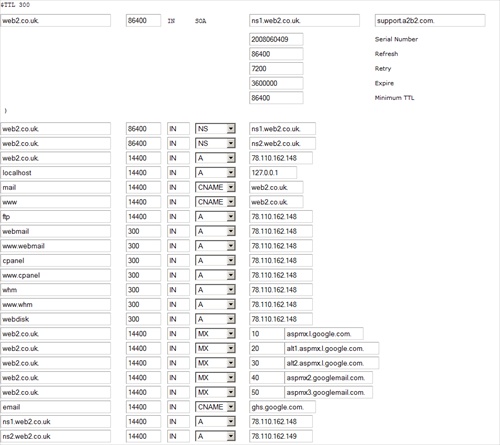 $TTL 300
web2.co.uk. 86400 IN SOA ns1.web2.co.uk. support.a2b2.com.
2008060409 Serial Number
86400 Refresh
7200 Retry
3600000 Expire
86400 Minimum TTL
)
web2.co.uk. 86400 IN NS ns1.web2.co.uk.
web2.co.uk. 86400 IN NS ns2.web2.co.uk.
web2.co.uk. 14400 IN A 78.110.162.148
localhost 14400 IN A 127.0.0.1
mail 14400 IN CNAME web2.co.uk.
www 14400 IN CNAME web2.co.uk.
ftp 14400 IN A 78.110.162.148
webmail 300 IN A 78.110.162.148
www.webmail 300 IN A 78.110.162.148
cpanel 300 IN A 78.110.162.148
www.cpanel 300 IN A 78.110.162.148
whm 300 IN A 78.110.162.148
www.whm 300 IN A 78.110.162.148
webdisk 300 IN A 78.110.162.148
web2.co.uk. 14400 IN MX 10 aspmx.l.google.com.
web2.co.uk. 14400 IN MX 20 alt1.aspmx.l.google.com.
web2.co.uk. 14400 IN MX 30 alt2.aspmx.l.google.com.
web2.co.uk. 14400 IN MX 40 aspmx2.googlemail.com.
web2.co.uk. 14400 IN MX 50 aspmx3.googlemail.com.
email 14400 IN CNAME ghs.google.com.
ns1.web2.co.uk 14400 IN A 78.110.162.148
ns2.web2.co.uk 14400 IN A 78.110.162.149